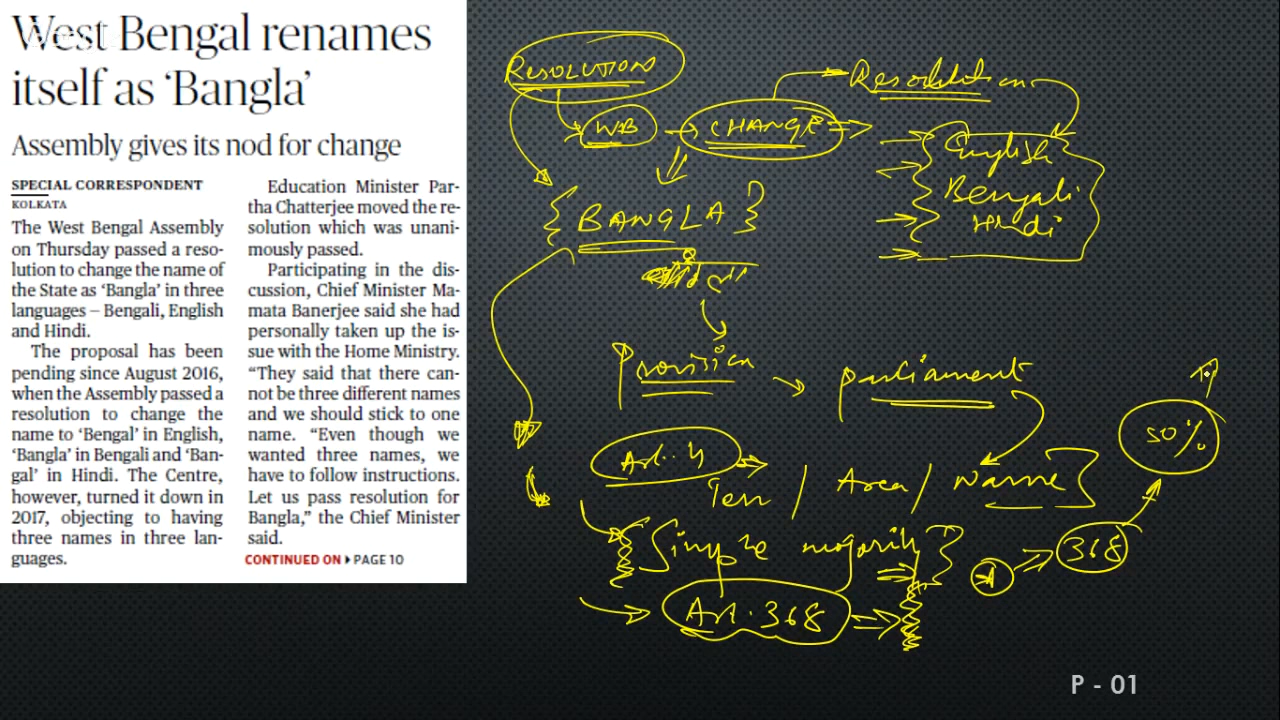 West Bengal renames
itself as ‘Bangla’
Assembly gives its nod for change
SPECIAL CORRESPONDENT
KOLKATA
The West Bengal Assembly
on Thursday passed a reso-
lution to change the name of
the State as ‘Bangla’ in three
languages – Bengali, English
and Hindi.
The proposal has been
pending since August 2016,
when the Assembly passed a
resolution to change the
name to ‘Bengal’ in English,
‘Bangla’ in Bengali and ‘Ban-
gal’ in Hindi. The Centre,
however, turned it down in
2017, objecting to having
three names in three lan-
guages.
Education Minister Par-
tha Chatterjee moved the re-
solution which was unani-
mously passed.
Participating in the dis-
cussion, Chief Minister Ma-
mata Banerjee said she had
personally taken up the is-
sue with the Home Ministry.
“They said that there can-
not be three different names
and we should stick to one
name. “Even though we
wanted three names, we
have to follow instructions.
Let us pass resolution for
Bangla,” the Chief Minister
said.
CONTINUED ON PAGE 10
RESOLUTION
WB CHANGE
Resolution
English
Bengali
Hindi
{BANGLA}
Provision Parliament
Art. Terr / Area / Name}
50%
{Simple majority}
368
Art. 368
P - 01